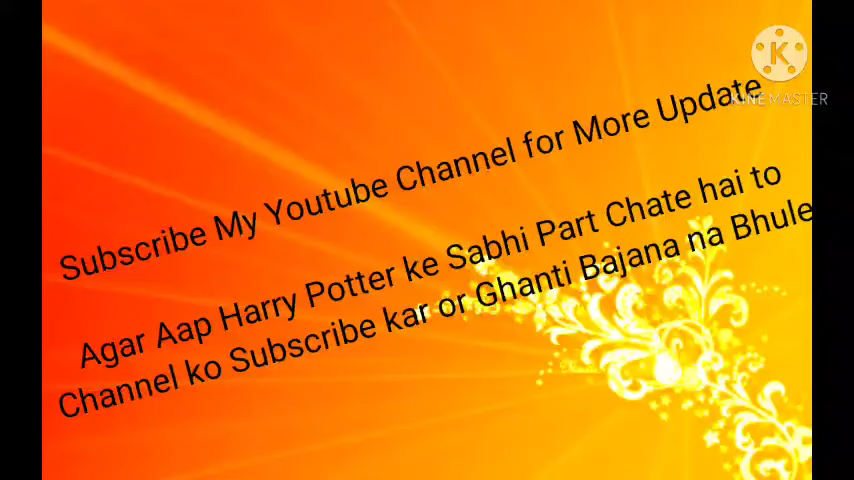 KINEMASTER
Subscribe My Youtube Channel for More Update
Agar Aap Harry Potter ke Sabhi Part Chate hai to
Channel ko Subscribe kar or Ghanti Bajana na Bhule